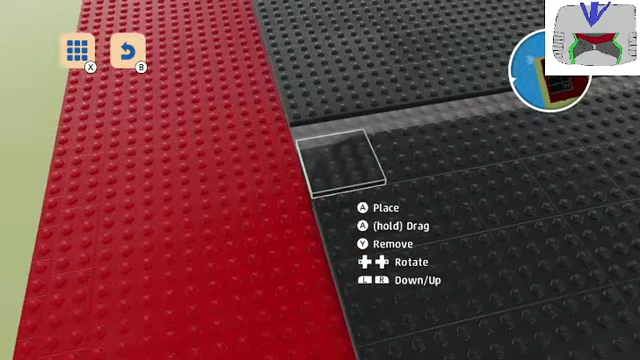 X
B
A Place
A (hold) Drag
Y Remove
Rotate
L R Down/Up